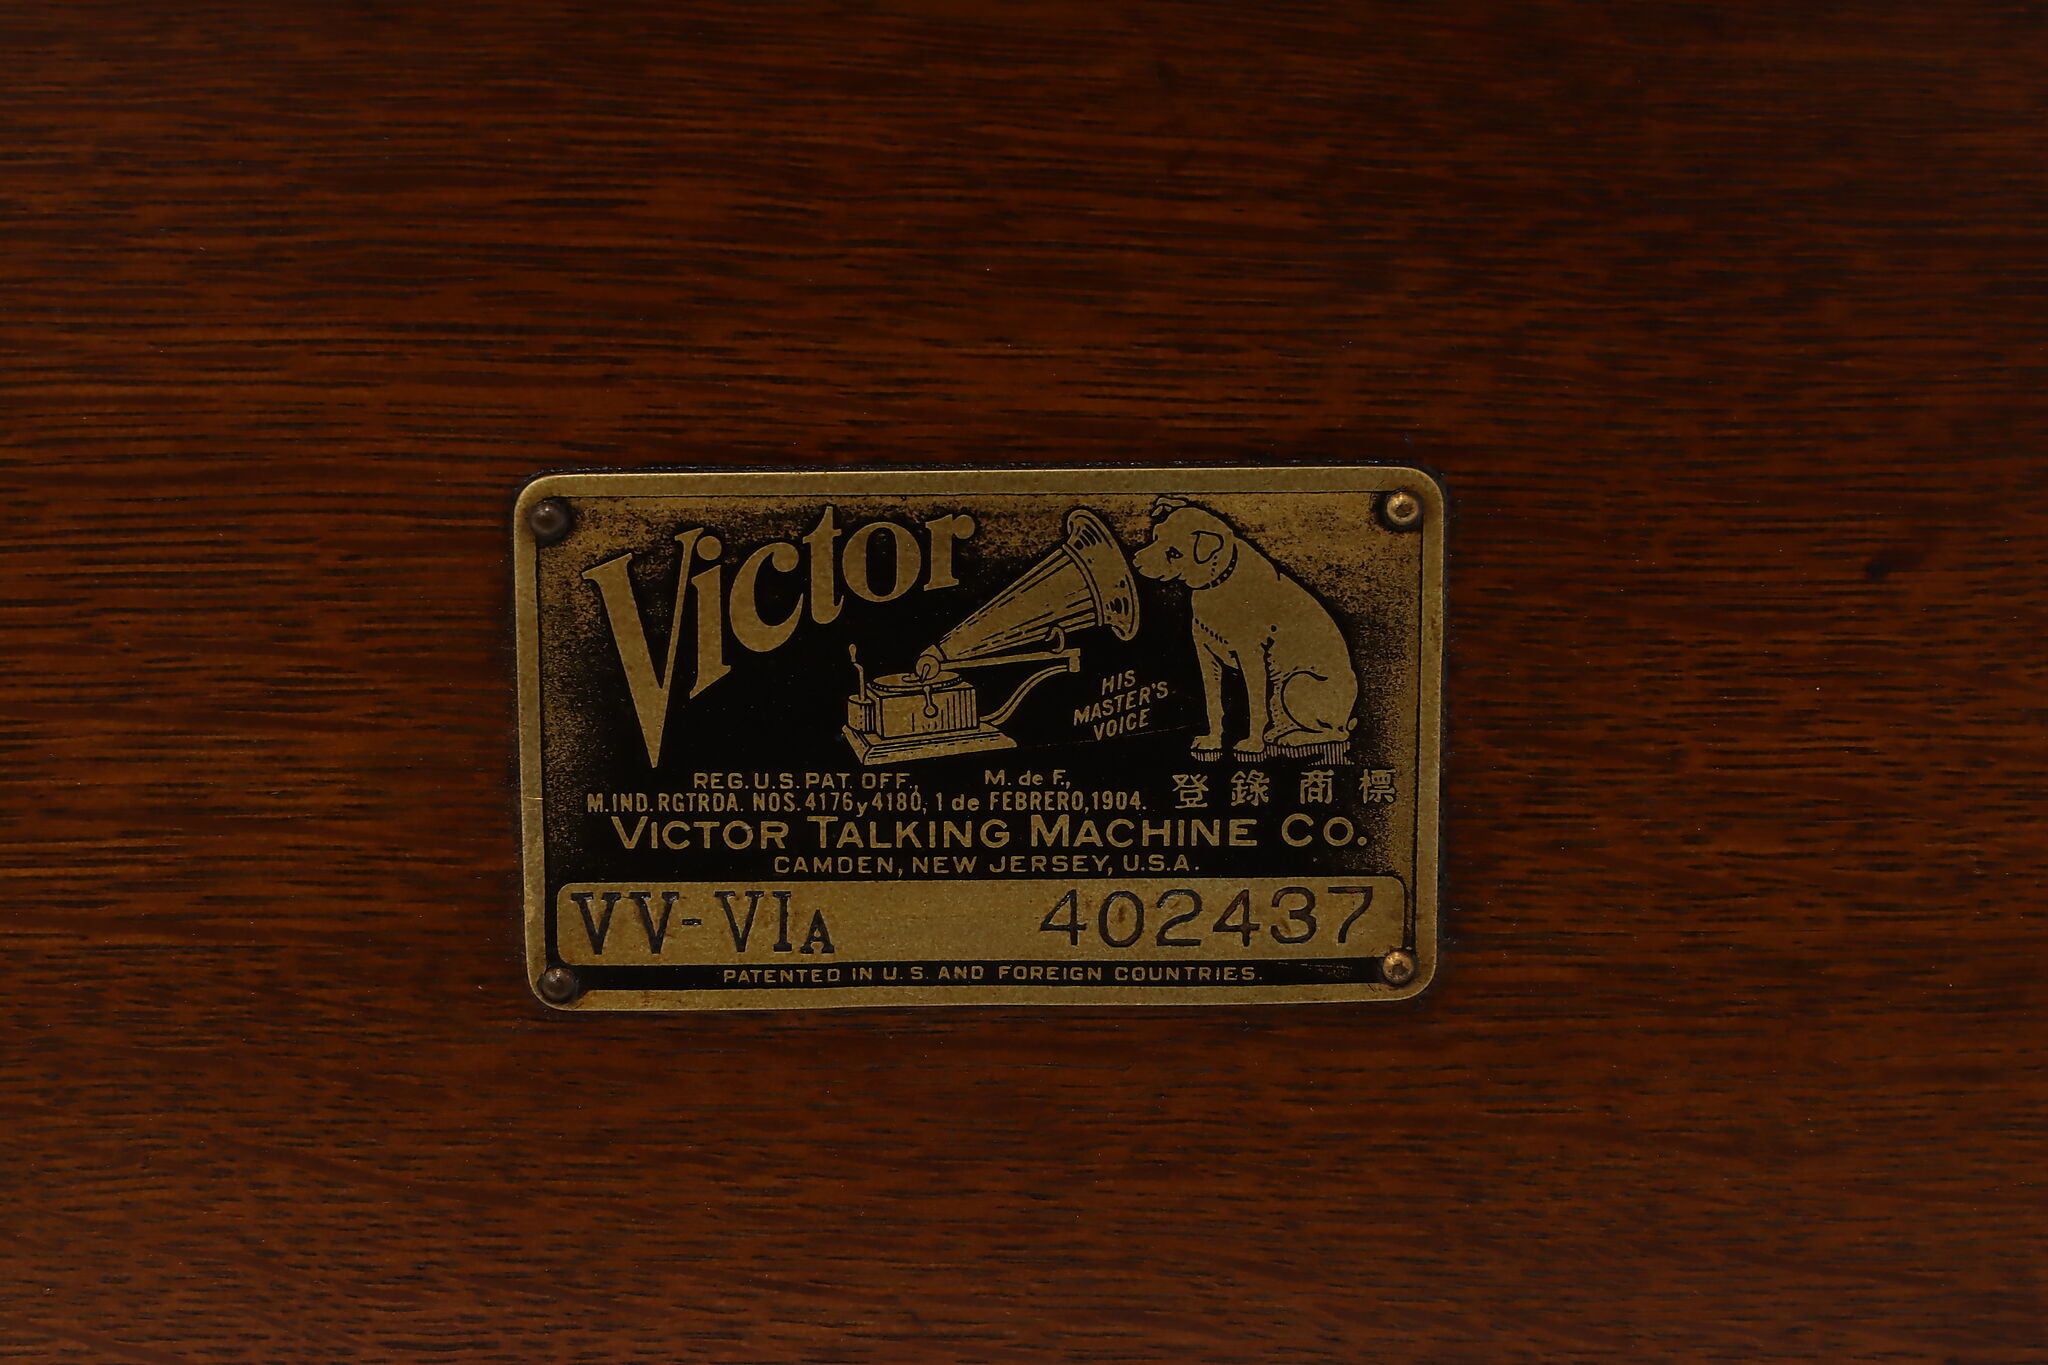 Victor
HIS
MASTER'S
VOICE
REG. U.S. PAT. OFF., M. de F.,
M. IND. RGTRDA. NOS. 4176 y 4180, 1 de FEBRERO, 1904.
登錄商標
VICTOR TALKING MACHINE CO.
CAMDEN, NEW JERSEY, U.S.A.
VV-VIA 402437
PATENTED IN U.S. AND FOREIGN COUNTRIES.